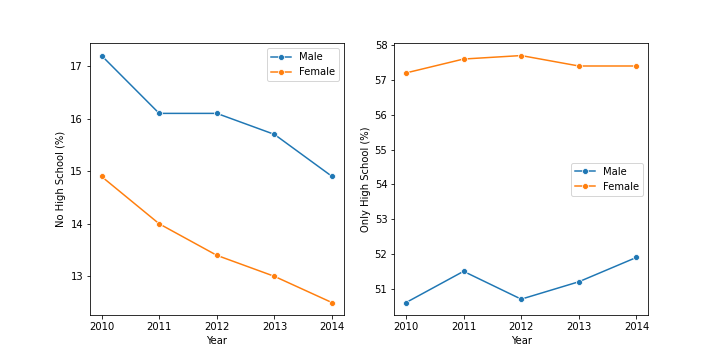 No High School (%)
17
16
15
14
13
Male
Female
2010 2011 2012 2013 2014
Year
Only High School (%)
58
57
56
55
54
53
52
51
Male
Female
2010 2011 2012 2013 2014
Year